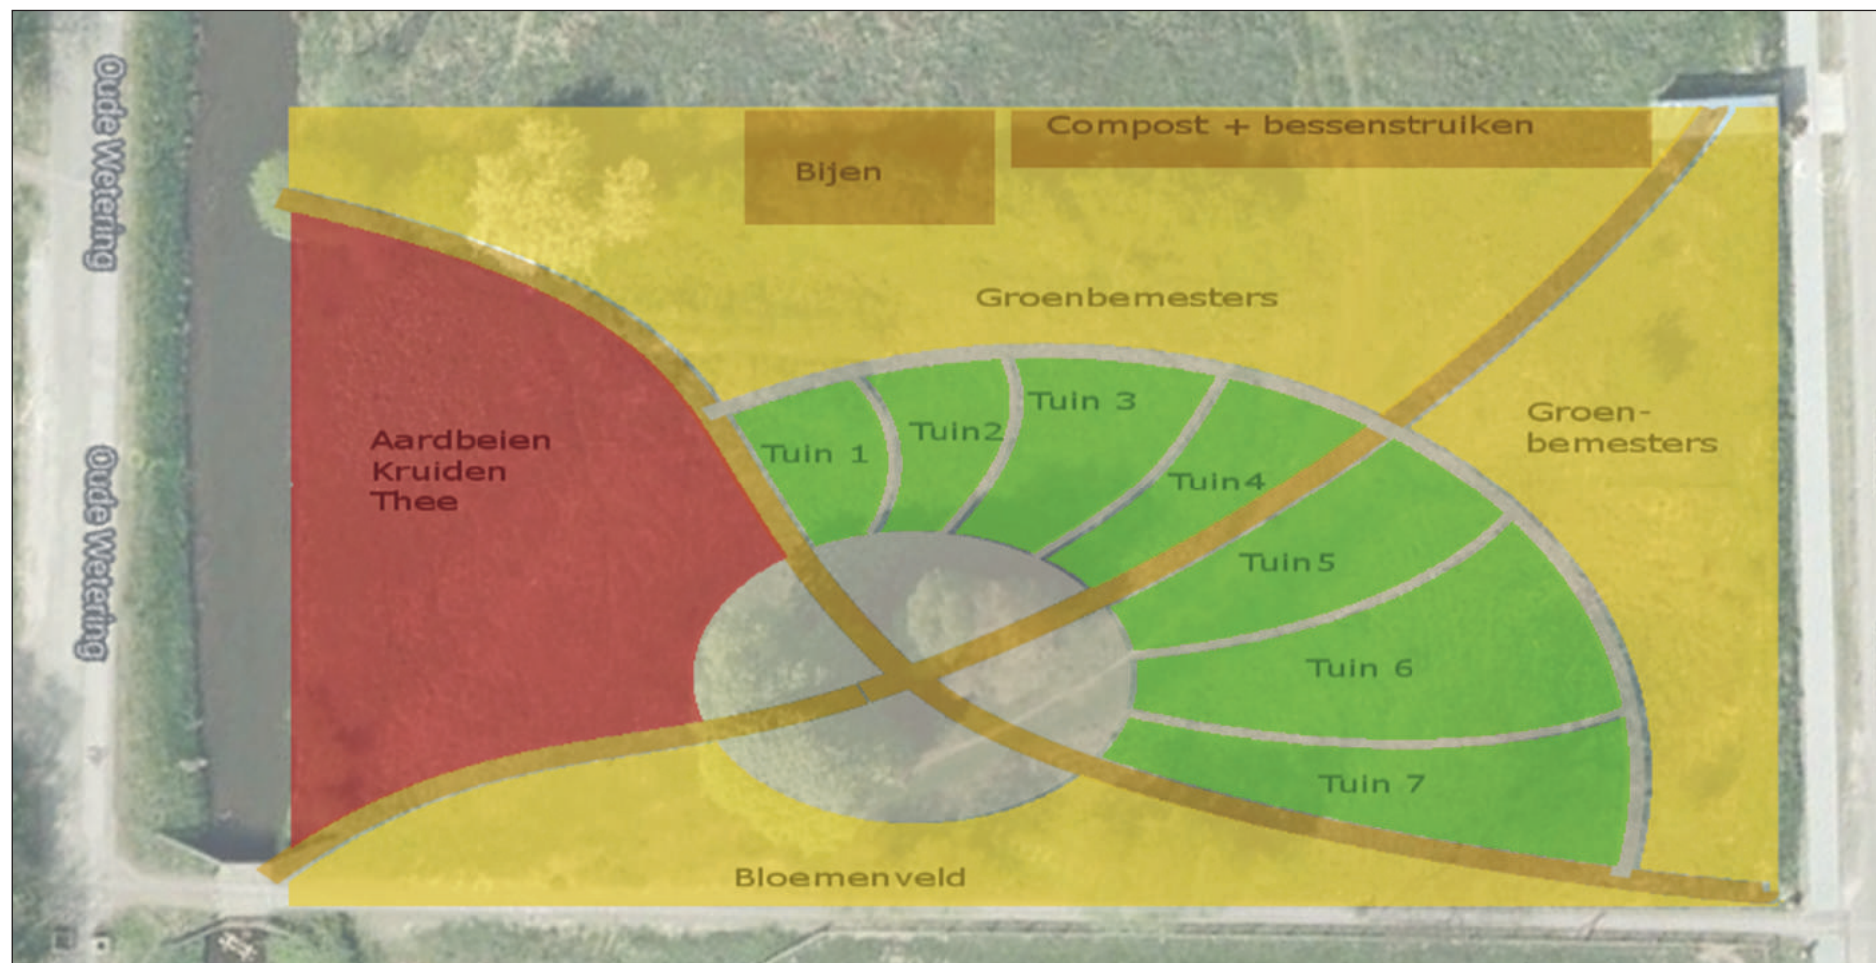 Oude Wetering
Compost + bessenstruiken
Bijen
Groenbemesters
Groen-
bemesters
Aardbeien
Kruiden
Thee
Tuin 1
Tuin2
Tuin 3
Tuin4
Tuin5
Tuin 6
Tuin 7
Oude Wetering
Bloemenveld